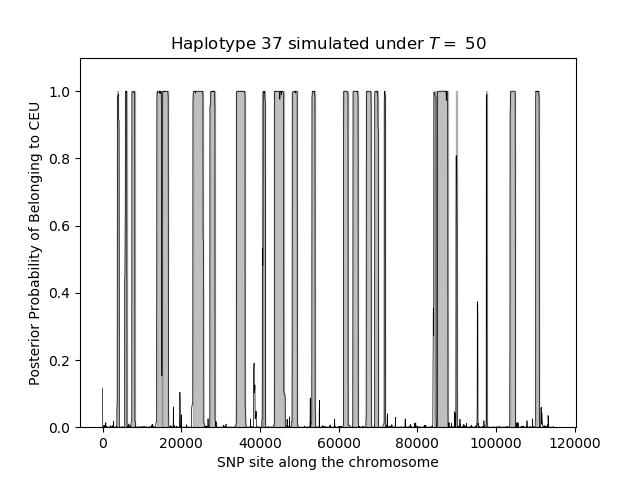 Haplotype 37 simulated under T = 50
Posterior Probability of Belonging to CEU
1.0
0.8
0.6
0.4
0.2
0.0
0 20000 40000 60000 80000 100000 120000
SNP site along the chromosome